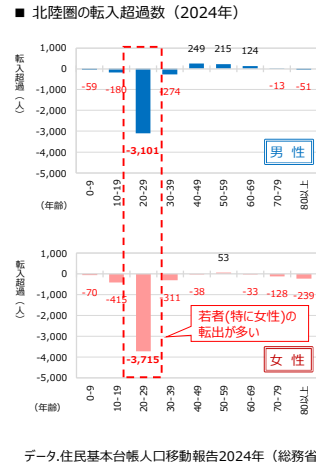 ■ 北陸圏の転入超過数（2024年）
転入超過（人）
1,000
0
-1,000
-2,000
-3,000
-4,000
-5,000
249 215 124
-59 -180 -274 -13 -51
-3,101
男 性
（年齢）
0-9 10-19 20-29 30-39 40-49 50-59 60-69 70-79 80以上
転入超過（人）
1,000
0
-1,000
-2,000
-3,000
-4,000
-5,000
53
-70 -415 -311 -38 -33 -128 -239
若者(特に女性)の
転出が多い
-3,715
女 性
（年齢）
0-9 10-19 20-29 30-39 40-49 50-59 60-69 70-79 80以上
データ.住民基本台帳人口移動報告2024年（総務省